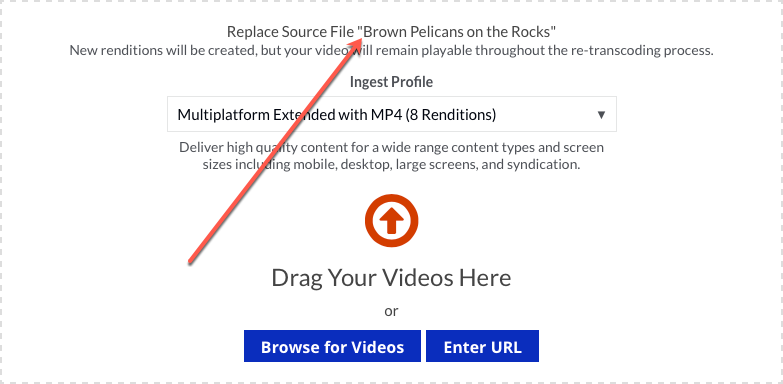 Replace Source File "Brown Pelicans on the Rocks"
New renditions will be created, but your video will remain playable throughout the re-transcoding process.
Ingest Profile
Multiplatform Extended with MP4 (8 Renditions)
Deliver high quality content for a wide range content types and screen
sizes including mobile, desktop, large screens, and syndication.
Drag Your Videos Here
or
Browse for Videos Enter URL